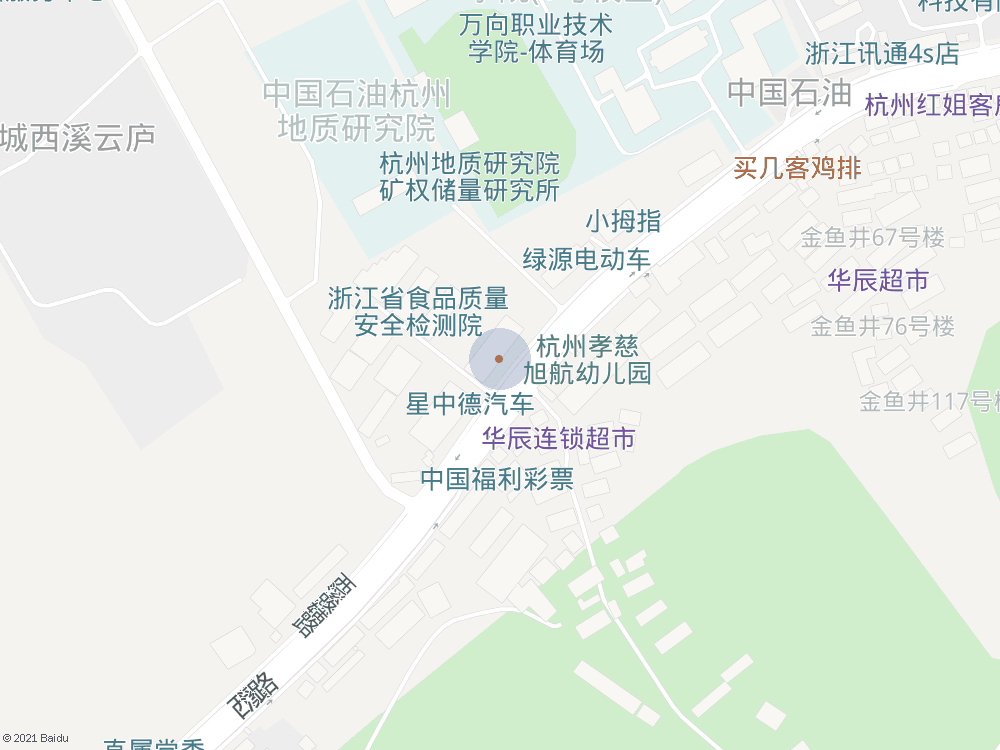 万向职业技术
学院-体育场
浙江讯通4s店
中国石油杭州
地质研究院
中国石油
杭州红姐客
城西溪云庐
杭州地质研究院
矿权储量研究所
买几客鸡排
小拇指
金鱼井67号楼
绿源电动车
华辰超市
浙江省食品质量
安全检测院
金鱼井76号楼
杭州孝慈
旭航幼儿园
星中德汽车
金鱼井117号
华辰连锁超市
中国福利彩票
西溪路
© 2021 Baidu